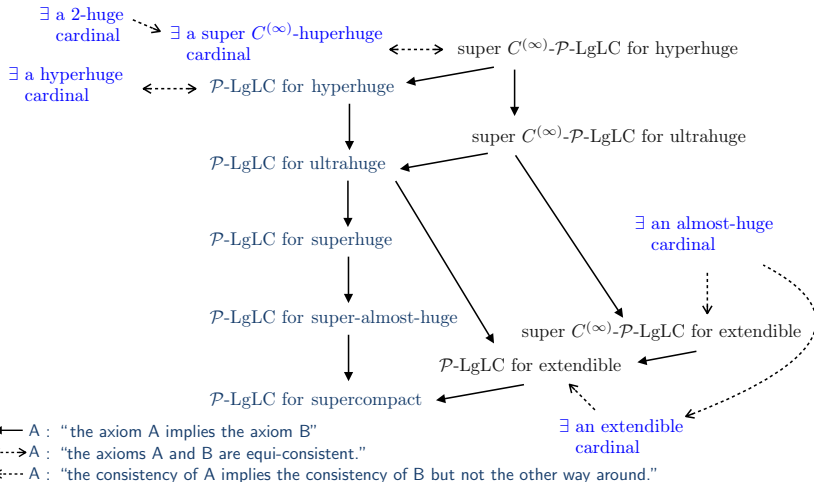 ∃ a 2-huge
cardinal
∃ a super C^(∞)-huperhuge
cardinal
super C^(∞)-𝒫-LgLC for hyperhuge
∃ a hyperhuge
cardinal
𝒫-LgLC for hyperhuge
super C^(∞)-𝒫-LgLC for ultrahuge
𝒫-LgLC for ultrahuge
∃ an almost-huge
cardinal
𝒫-LgLC for superhuge
𝒫-LgLC for super-almost-huge
super C^(∞)-𝒫-LgLC for extendible
𝒫-LgLC for extendible
𝒫-LgLC for supercompact
∃ an extendible
cardinal
A : “the axiom A implies the axiom B”
A : “the axioms A and B are equi-consistent.”
A : “the consistency of A implies the consistency of B but not the other way around.”